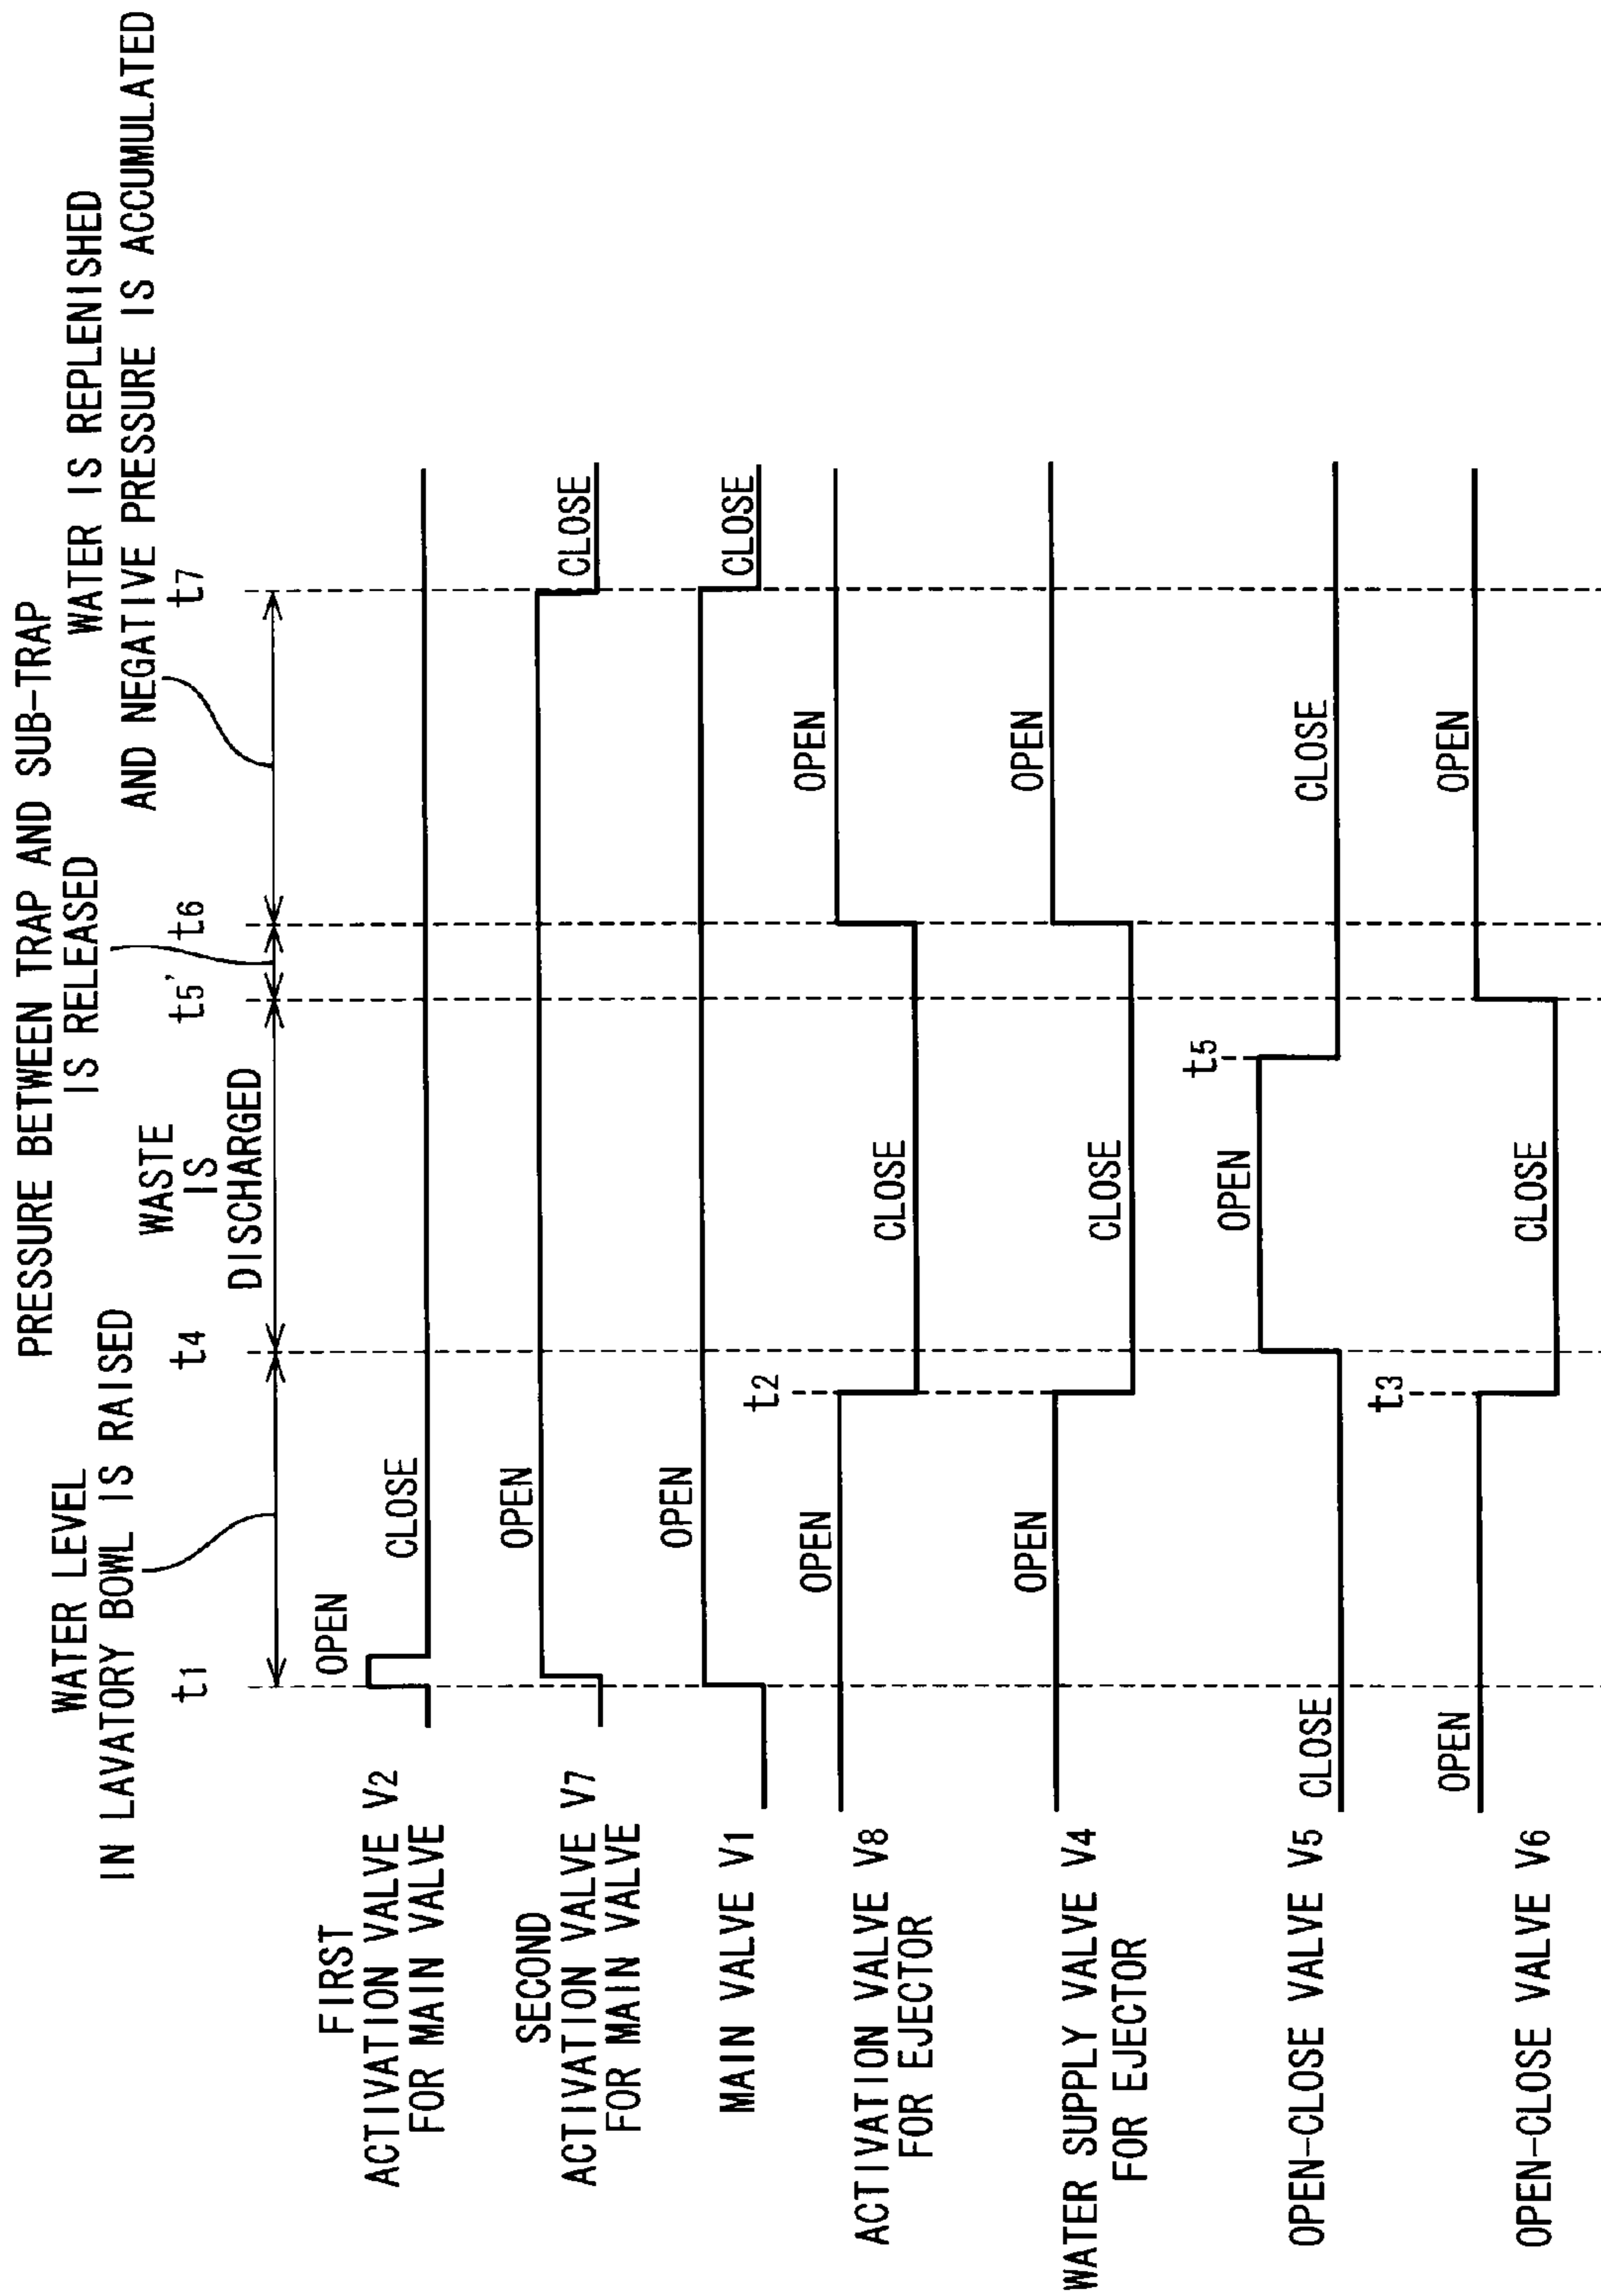 PRESSURE BETWEEN TRAP AND SUB-TRAP
IS RELEASED
WATER LEVEL
IN LAVATORY BOWL IS RAISED
WASTE
IS
DISCHARGED
WATER IS REPLENISHED
AND NEGATIVE PRESSURE IS ACCUMULATED
t1
t4
t5'
t6
t7
FIRST
ACTIVATION VALVE V2
FOR MAIN VALVE
OPEN
CLOSE
SECOND
ACTIVATION VALVE V7
FOR MAIN VALVE
OPEN
CLOSE
MAIN VALVE V1
OPEN
CLOSE
ACTIVATION VALVE V8
FOR EJECTOR
OPEN
t2
CLOSE
OPEN
WATER SUPPLY VALVE V4
FOR EJECTOR
OPEN
CLOSE
OPEN
OPEN-CLOSE VALVE V5
CLOSE
OPEN
t5
CLOSE
OPEN-CLOSE VALVE V6
OPEN
t3
CLOSE
OPEN